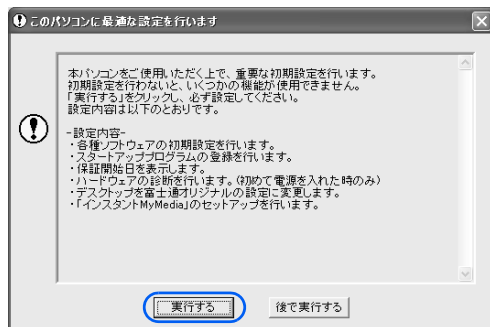 このパソコンに最適な設定を行います
本パソコンをご使用いただく上で、重要な初期設定を行います。
初期設定を行わないと、いくつかの機能が使用できません。
「実行する」をクリックし、必ず設定してください。
設定内容は以下のとおりです。
-設定内容-
・各種ソフトウェアの初期設定を行います。
・スタートアッププログラムの登録を行います。
・保証開始日を表示します。
・ハードウェアの診断を行います。(初めて電源を入れた時のみ)
・デスクトップを富士通オリジナルの設定に変更します。
・「インスタントMyMedia」のセットアップを行います。
実行する
後で実行する